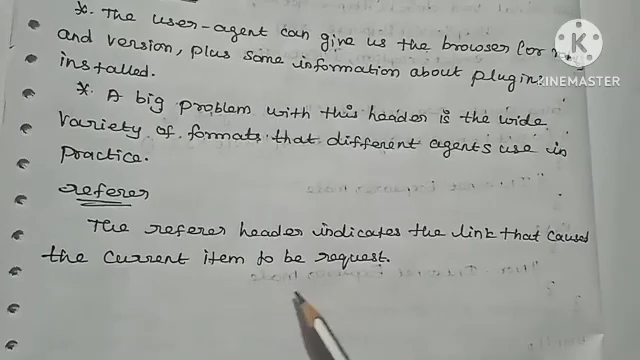 *. The user-agent can give us the browser (or
and version, plus some information about plugin
installed.
*. A big problem with this header is the wide
Variety of formats that different agents use in
practice.
referer
The referer header indicates the link that caused
the current item to be request.
KINEMASTER